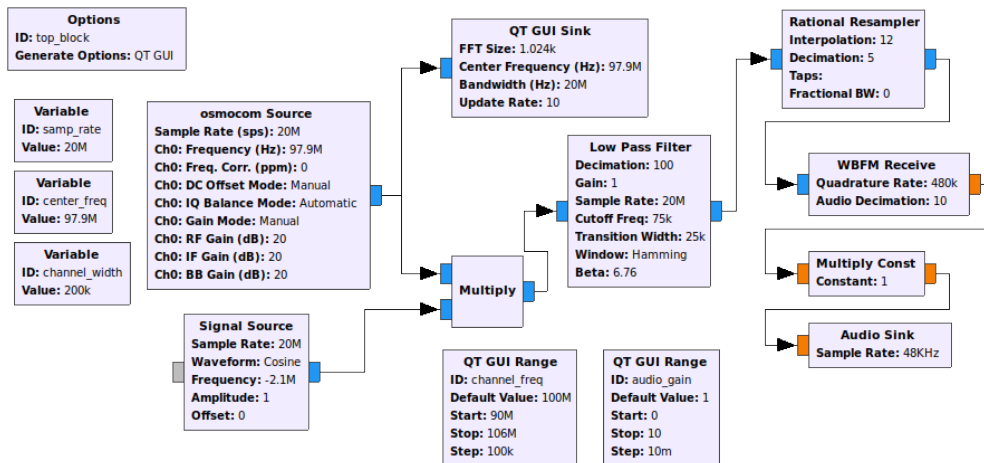 Options
ID: top_block
Generate Options: QT GUI
Variable
ID: samp_rate
Value: 20M
Variable
ID: center_freq
Value: 97.9M
Variable
ID: channel_width
Value: 200k
osmocom Source
Sample Rate (sps): 20M
Ch0: Frequency (Hz): 97.9M
Ch0: Freq. Corr. (ppm): 0
Ch0: DC Offset Mode: Manual
Ch0: IQ Balance Mode: Automatic
Ch0: Gain Mode: Manual
Ch0: RF Gain (dB): 20
Ch0: IF Gain (dB): 20
Ch0: BB Gain (dB): 20
Signal Source
Sample Rate: 20M
Waveform: Cosine
Frequency: -2.1M
Amplitude: 1
Offset: 0
QT GUI Sink
FFT Size: 1.024k
Center Frequency (Hz): 97.9M
Bandwidth (Hz): 20M
Update Rate: 10
Multiply
Low Pass Filter
Decimation: 100
Gain: 1
Sample Rate: 20M
Cutoff Freq: 75k
Transition Width: 25k
Window: Hamming
Beta: 6.76
QT GUI Range
ID: channel_freq
Default Value: 100M
Start: 90M
Stop: 106M
Step: 100k
QT GUI Range
ID: audio_gain
Default Value: 1
Start: 0
Stop: 10
Step: 10m
Rational Resampler
Interpolation: 12
Decimation: 5
Taps:
Fractional BW: 0
WBFM Receive
Quadrature Rate: 480k
Audio Decimation: 10
Multiply Const
Constant: 1
Audio Sink
Sample Rate: 48KHz